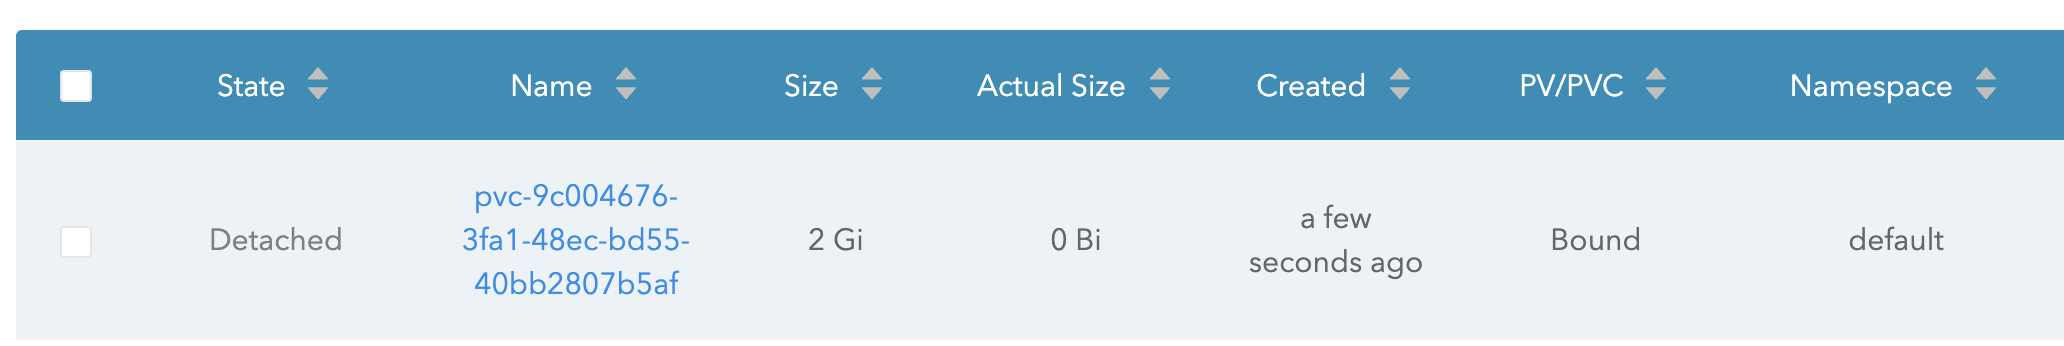 State Name Size Actual Size Created PV/PVC Namespace
Detached pvc-9c004676-3fa1-48ec-bd55-40bb2807b5af 2 Gi 0 Bi a few seconds ago Bound default